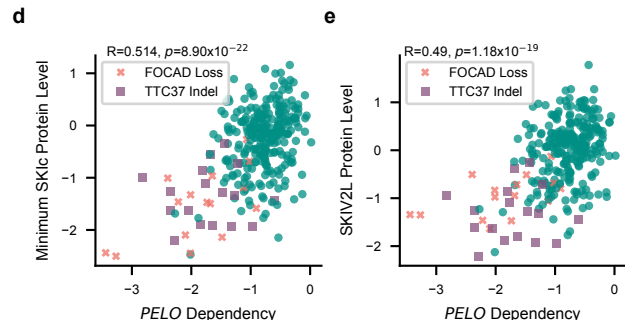 d
R=0.514, p=8.90x10⁻²²
FOCAD Loss
TTC37 Indel
Minimum SKIc Protein Level
1
0
−1
−2
−3
−2
−1
0
PELO Dependency
e
R=0.49, p=1.18x10⁻¹⁹
FOCAD Loss
TTC37 Indel
SKIV2L Protein Level
1
0
−1
−2
−3
−2
−1
0
PELO Dependency